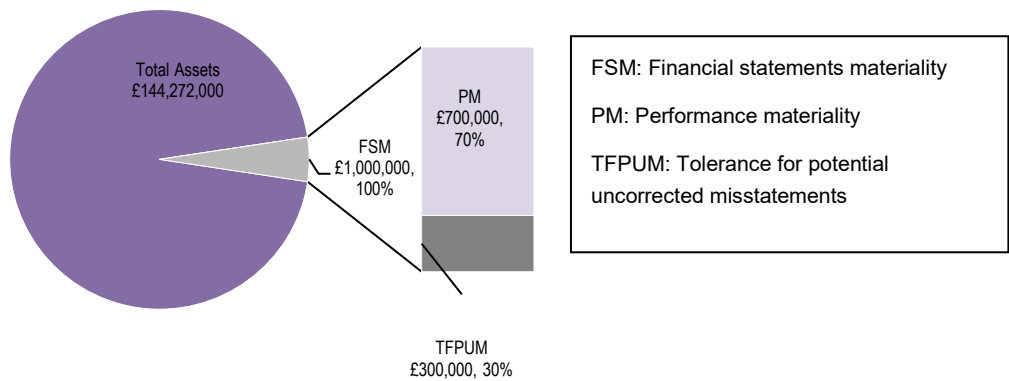 Total Assets
£144,272,000
FSM
£1,000,000,
100%
PM
£700,000,
70%
TFPUM
£300,000, 30%
FSM: Financial statements materiality
PM: Performance materiality
TFPUM: Tolerance for potential
uncorrected misstatements